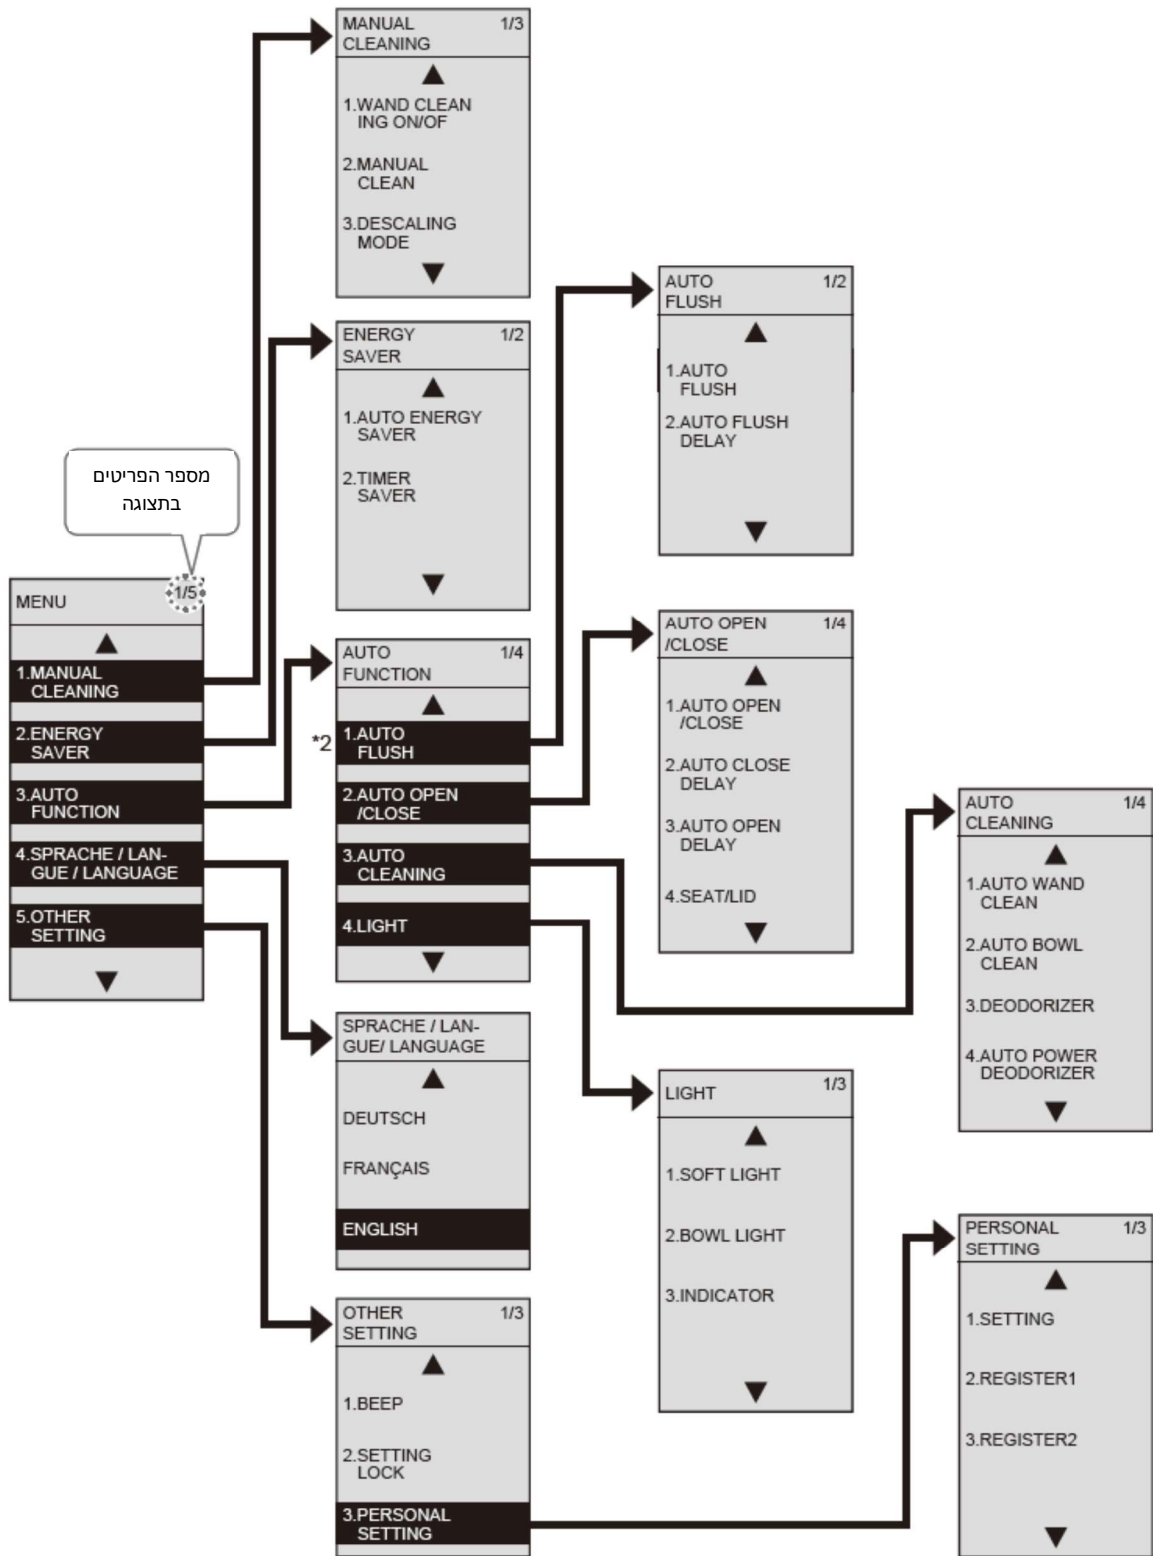 MANUAL 1/3
CLEANING
1.WAND CLEAN
ING ON/OF
2.MANUAL
CLEAN
3.DESCALING
MODE
ENERGY 1/2
SAVER
1.AUTO ENERGY
SAVER
2.TIMER
SAVER
AUTO 1/2
FLUSH
1.AUTO
FLUSH
2.AUTO FLUSH
DELAY
מספר הפריטים
בתצוגה
MENU 1/5
1.MANUAL
CLEANING
2.ENERGY
SAVER
3.AUTO
FUNCTION
4.SPRACHE / LAN-
GUE / LANGUAGE
5.OTHER
SETTING
AUTO 1/4
FUNCTION
*2
1.AUTO
FLUSH
2.AUTO OPEN
/CLOSE
3.AUTO
CLEANING
4.LIGHT
AUTO OPEN 1/4
/CLOSE
1.AUTO OPEN
/CLOSE
2.AUTO CLOSE
DELAY
3.AUTO OPEN
DELAY
4.SEAT/LID
AUTO 1/4
CLEANING
1.AUTO WAND
CLEAN
2.AUTO BOWL
CLEAN
3.DEODORIZER
4.AUTO POWER
DEODORIZER
SPRACHE / LAN-
GUE/ LANGUAGE
DEUTSCH
FRANÇAIS
ENGLISH
LIGHT 1/3
1.SOFT LIGHT
2.BOWL LIGHT
3.INDICATOR
OTHER 1/3
SETTING
1.BEEP
2.SETTING
LOCK
3.PERSONAL
SETTING
PERSONAL 1/3
SETTING
1.SETTING
2.REGISTER1
3.REGISTER2